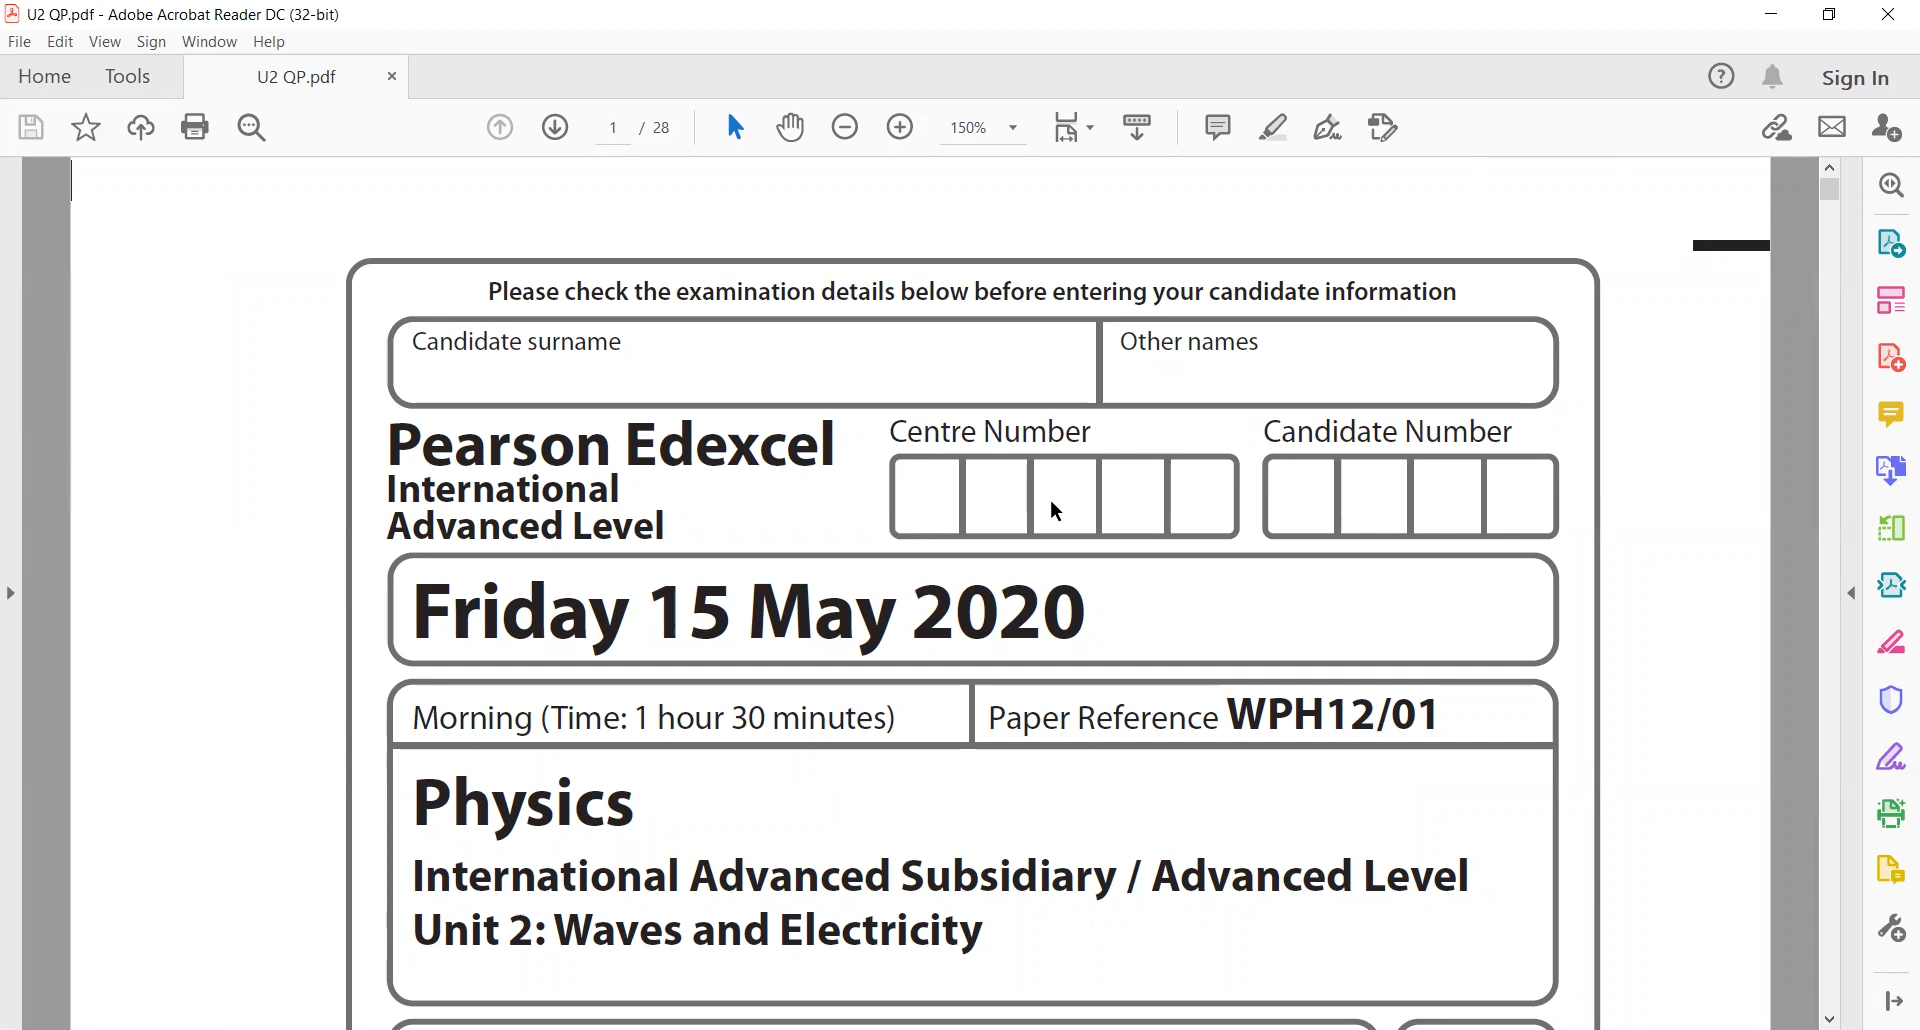 U2 QP.pdf - Adobe Acrobat Reader DC (32-bit)
File Edit View Sign Window Help
Home Tools U2 QP.pdf × Sign In
1 / 28 150%
Please check the examination details below before entering your candidate information
Candidate surname Other names
Pearson Edexcel
International
Advanced Level
Centre Number Candidate Number
Friday 15 May 2020
Morning (Time: 1 hour 30 minutes) Paper Reference WPH12/01
Physics
International Advanced Subsidiary / Advanced Level
Unit 2: Waves and Electricity